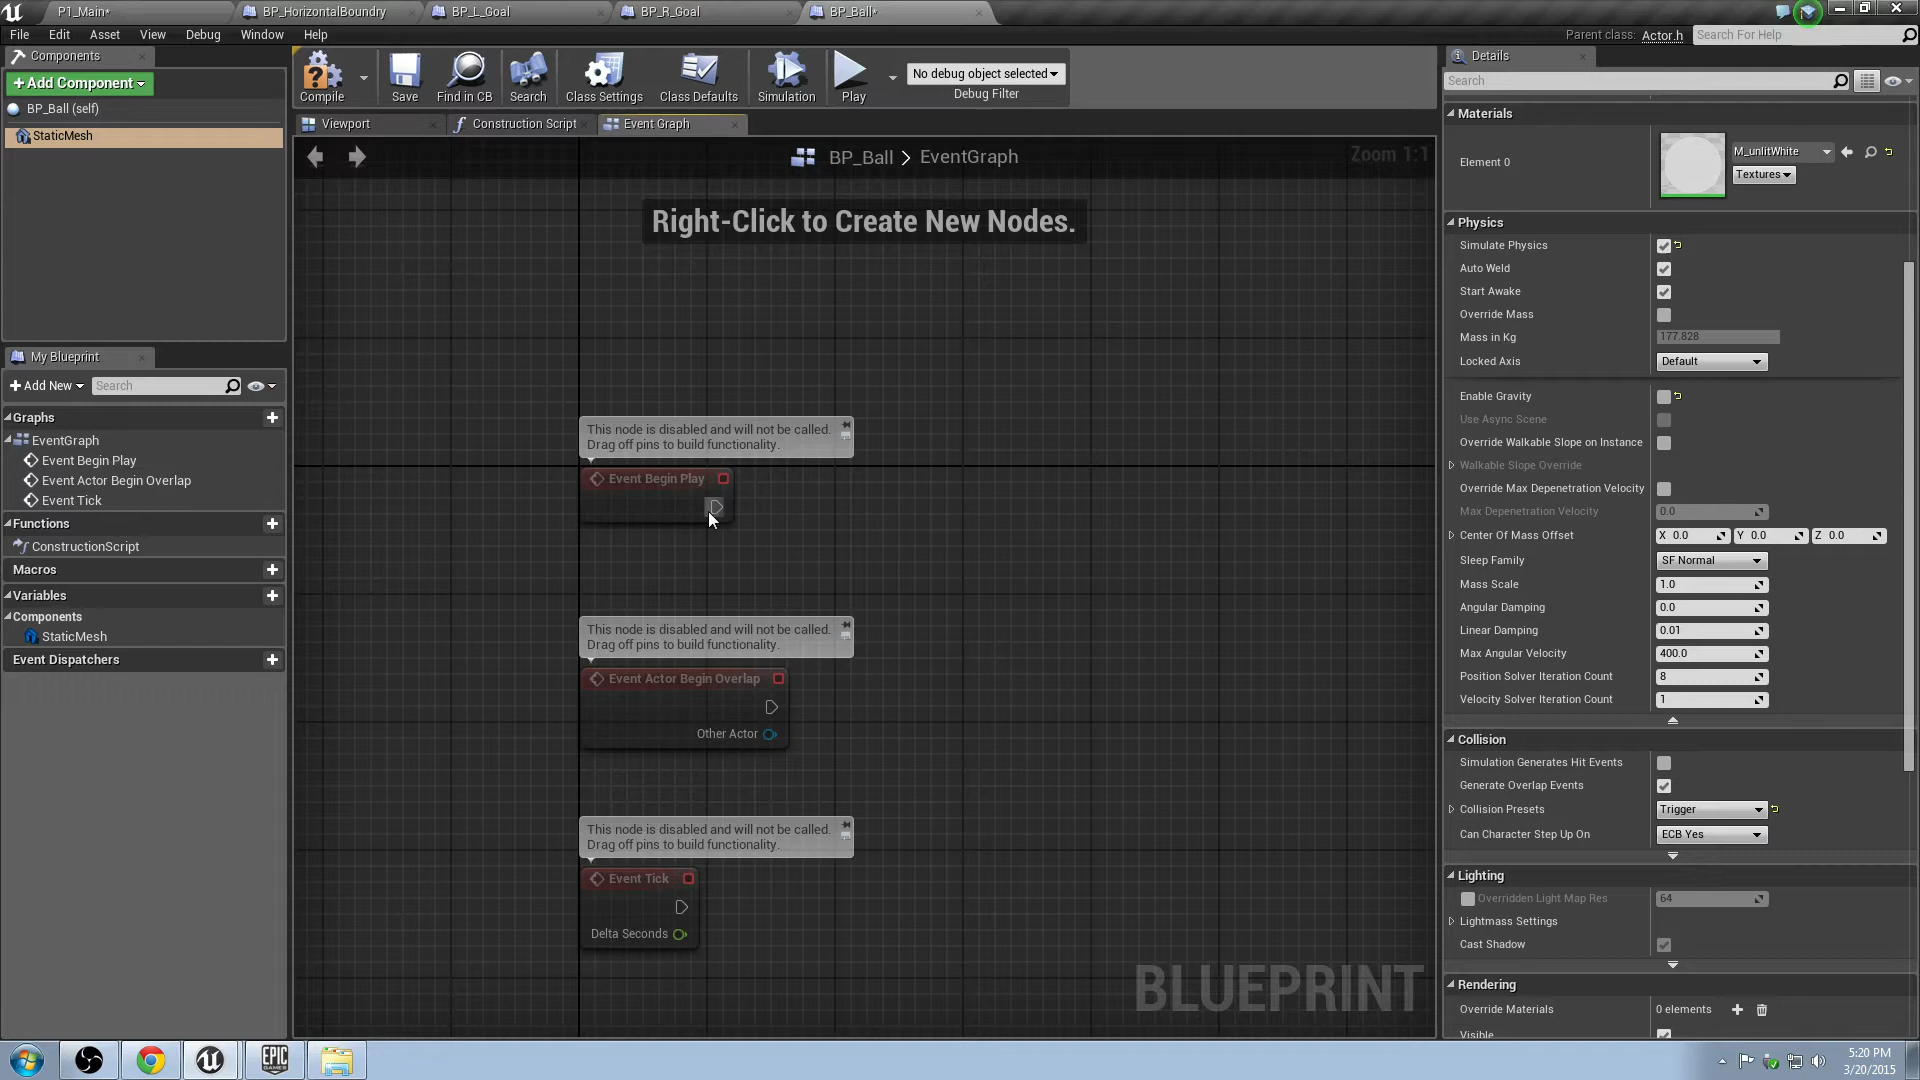 P1_Main*
BP_HorizontalBoundry
BP_L_Goal
BP_R_Goal
BP_Ball*
File Edit Asset View Debug Window Help
Parent class: Actor.h
Search For Help
Components
+ Add Component
BP_Ball (self)
StaticMesh
Compile
Save
Find in CB
Search
Class Settings
Class Defaults
Simulation
Play
No debug object selected
Debug Filter
Viewport
Construction Script
Event Graph
BP_Ball > EventGraph
Zoom 1:1
Right-Click to Create New Nodes.
My Blueprint
+ Add New
Search
Graphs
EventGraph
Event Begin Play
Event Actor Begin Overlap
Event Tick
Functions
ConstructionScript
Macros
Variables
Components
StaticMesh
Event Dispatchers
This node is disabled and will not be called.
Drag off pins to build functionality.
Event Begin Play
This node is disabled and will not be called.
Drag off pins to build functionality.
Event Actor Begin Overlap
Other Actor
This node is disabled and will not be called.
Drag off pins to build functionality.
Event Tick
Delta Seconds
BLUEPRINT
Details
Search
Materials
Element 0
M_unlitWhite
Textures
Physics
Simulate Physics
Auto Weld
Start Awake
Override Mass
Mass in Kg 177.828
Locked Axis Default
Enable Gravity
Use Async Scene
Override Walkable Slope on Instance
Walkable Slope Override
Override Max Depenetration Velocity
Max Depenetration Velocity 0.0
Center Of Mass Offset X 0.0 Y 0.0 Z 0.0
Sleep Family SF Normal
Mass Scale 1.0
Angular Damping 0.0
Linear Damping 0.01
Max Angular Velocity 400.0
Position Solver Iteration Count 8
Velocity Solver Iteration Count 1
Collision
Simulation Generates Hit Events
Generate Overlap Events
Collision Presets Trigger
Can Character Step Up On ECB Yes
Lighting
Overridden Light Map Res 64
Lightmass Settings
Cast Shadow
Rendering
Override Materials 0 elements
Visible
EPIC
GAMES
5:20 PM
3/20/2015